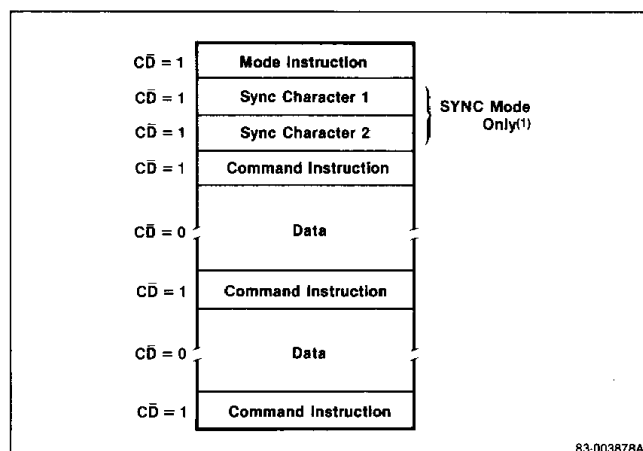 CD̅ = 1 Mode Instruction
CD̅ = 1 Sync Character 1
CD̅ = 1 Sync Character 2
SYNC Mode
Only(1)
CD̅ = 1 Command Instruction
CD̅ = 0 Data
CD̅ = 1 Command Instruction
CD̅ = 0 Data
CD̅ = 1 Command Instruction
83-003878A